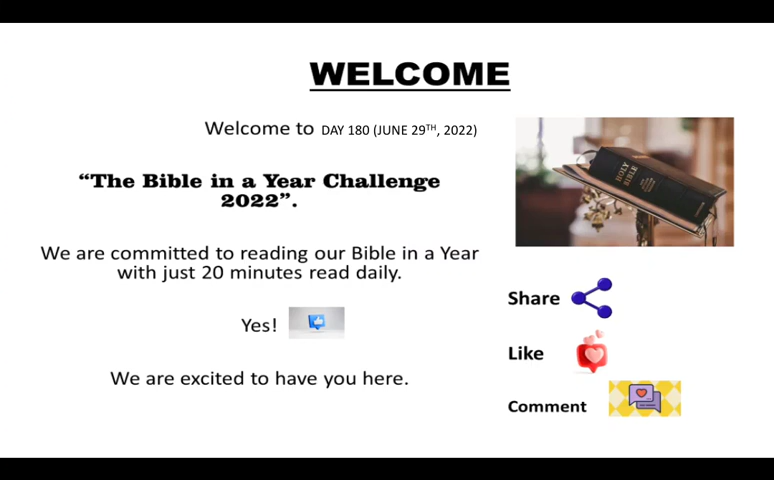 WELCOME
Welcome to DAY 180 (JUNE 29TH, 2022)
“The Bible in a Year Challenge
2022”.
We are committed to reading our Bible in a Year
with just 20 minutes read daily.
Yes!
We are excited to have you here.
HOLY
BIBLE
Share
Like
Comment